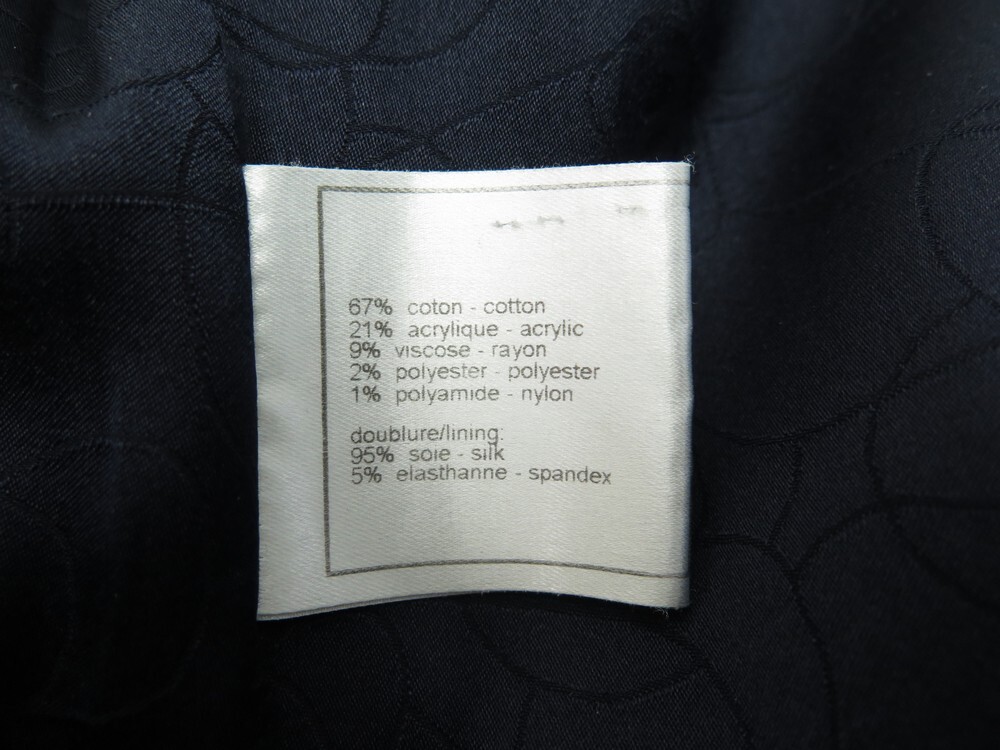 67% coton - cotton
21% acrylique - acrylic
9% viscose - rayon
2% polyester - polyester
1% polyamide - nylon
doublure/lining:
95% soie - silk
5% elasthanne - spandex